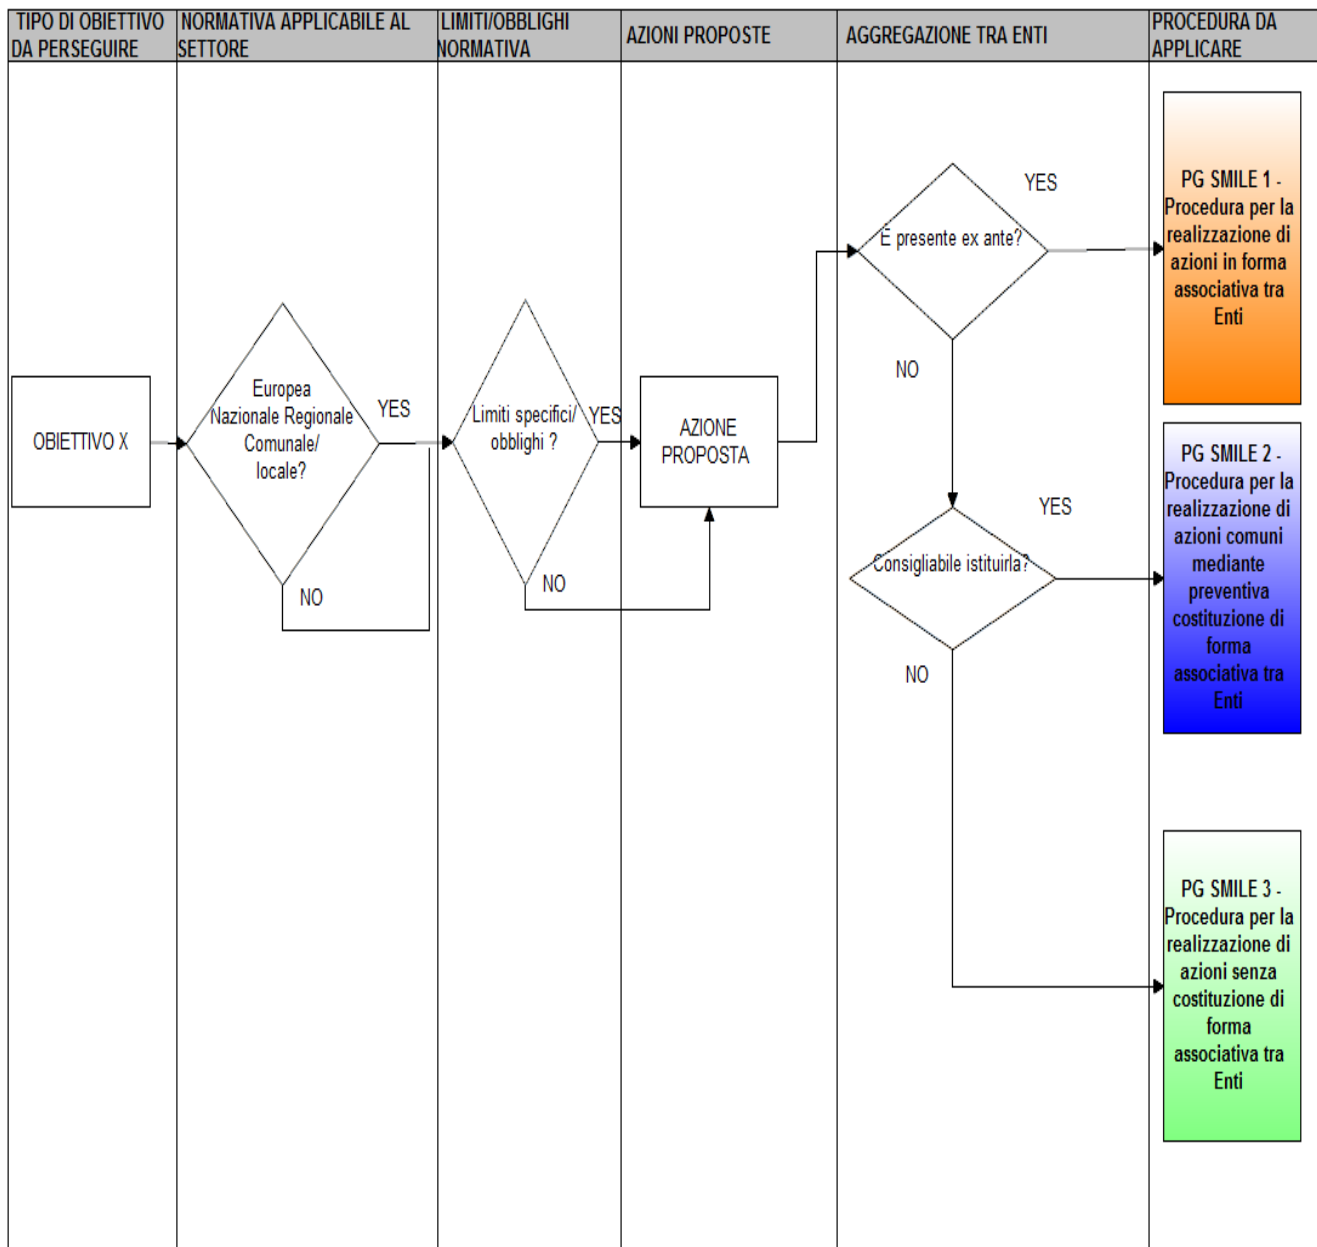 TIPO DI OBIETTIVO
DA PERSEGUIRE
NORMATIVA APPLICABILE AL
SETTORE
LIMITI/OBBLIGHI
NORMATIVA
AZIONI PROPOSTE
AGGREGAZIONE TRA ENTI
PROCEDURA DA
APPLICARE
OBIETTIVO X
Europea
Nazionale Regionale
Comunale/
locale?
YES
NO
Limiti specifici/
obblighi ?
YES
NO
AZIONE
PROPOSTA
È presente ex ante?
YES
NO
Consigliabile istituirla?
YES
NO
PG SMILE 1 -
Procedura per la
realizzazione di
azioni in forma
associativa tra
Enti
PG SMILE 2 -
Procedura per la
realizzazione di
azioni comuni
mediante
preventiva
costituzione di
forma
associativa tra
Enti
PG SMILE 3 -
Procedura per la
realizzazione di
azioni senza
costituzione di
forma
associativa tra
Enti